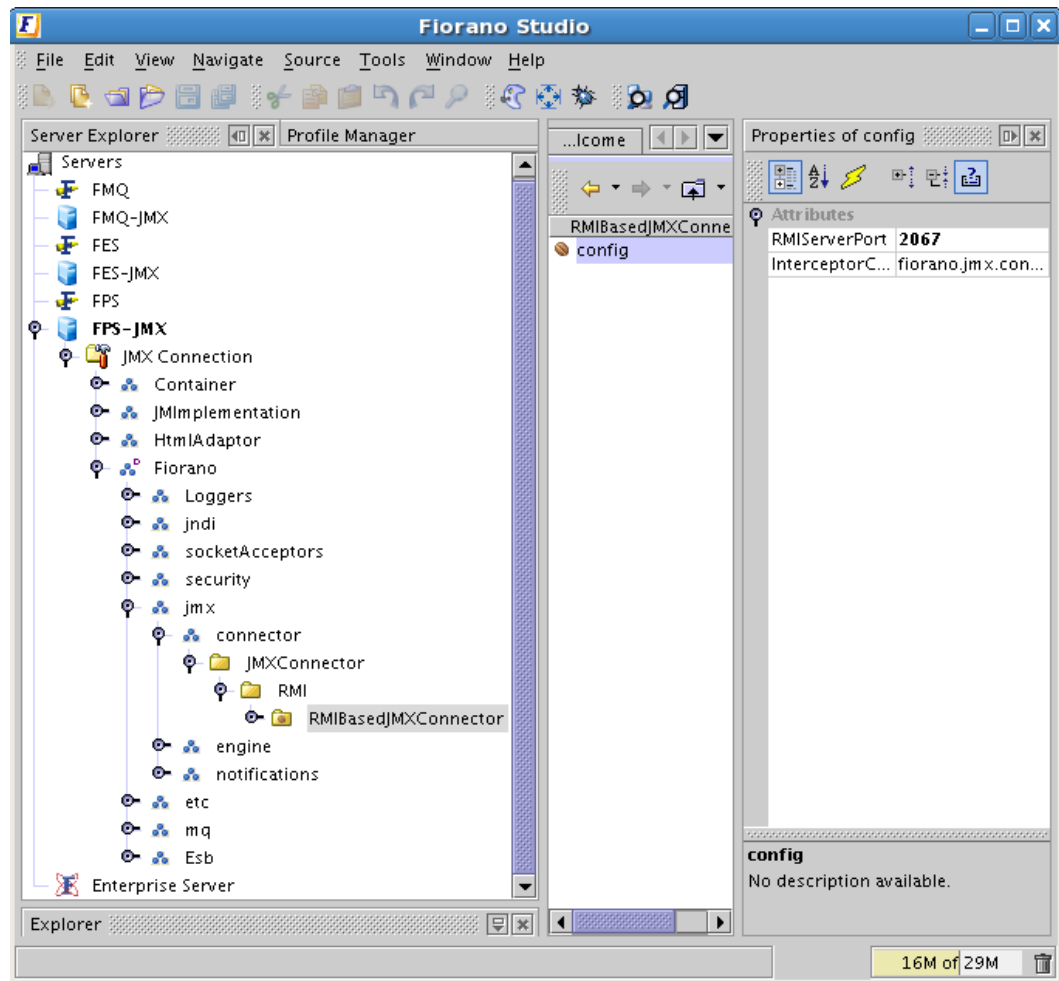 Fiorano Studio
File Edit View Navigate Source Tools Window Help
Server Explorer Profile Manager
Servers
FMQ
FMQ-JMX
FES
FES-JMX
FPS
FPS-JMX
JMX Connection
Container
JMImplementation
HtmlAdaptor
Fiorano
Loggers
jndi
socketAcceptors
security
jmx
connector
JMXConnector
RMI
RMIBasedJMXConnector
engine
notifications
etc
mq
Esb
Enterprise Server
Explorer
...lcome
RMIBasedJMXConne
config
Properties of config
Attributes
RMIServerPort 2067
InterceptorC... fiorano.jmx.con...
config
No description available.
16M of 29M